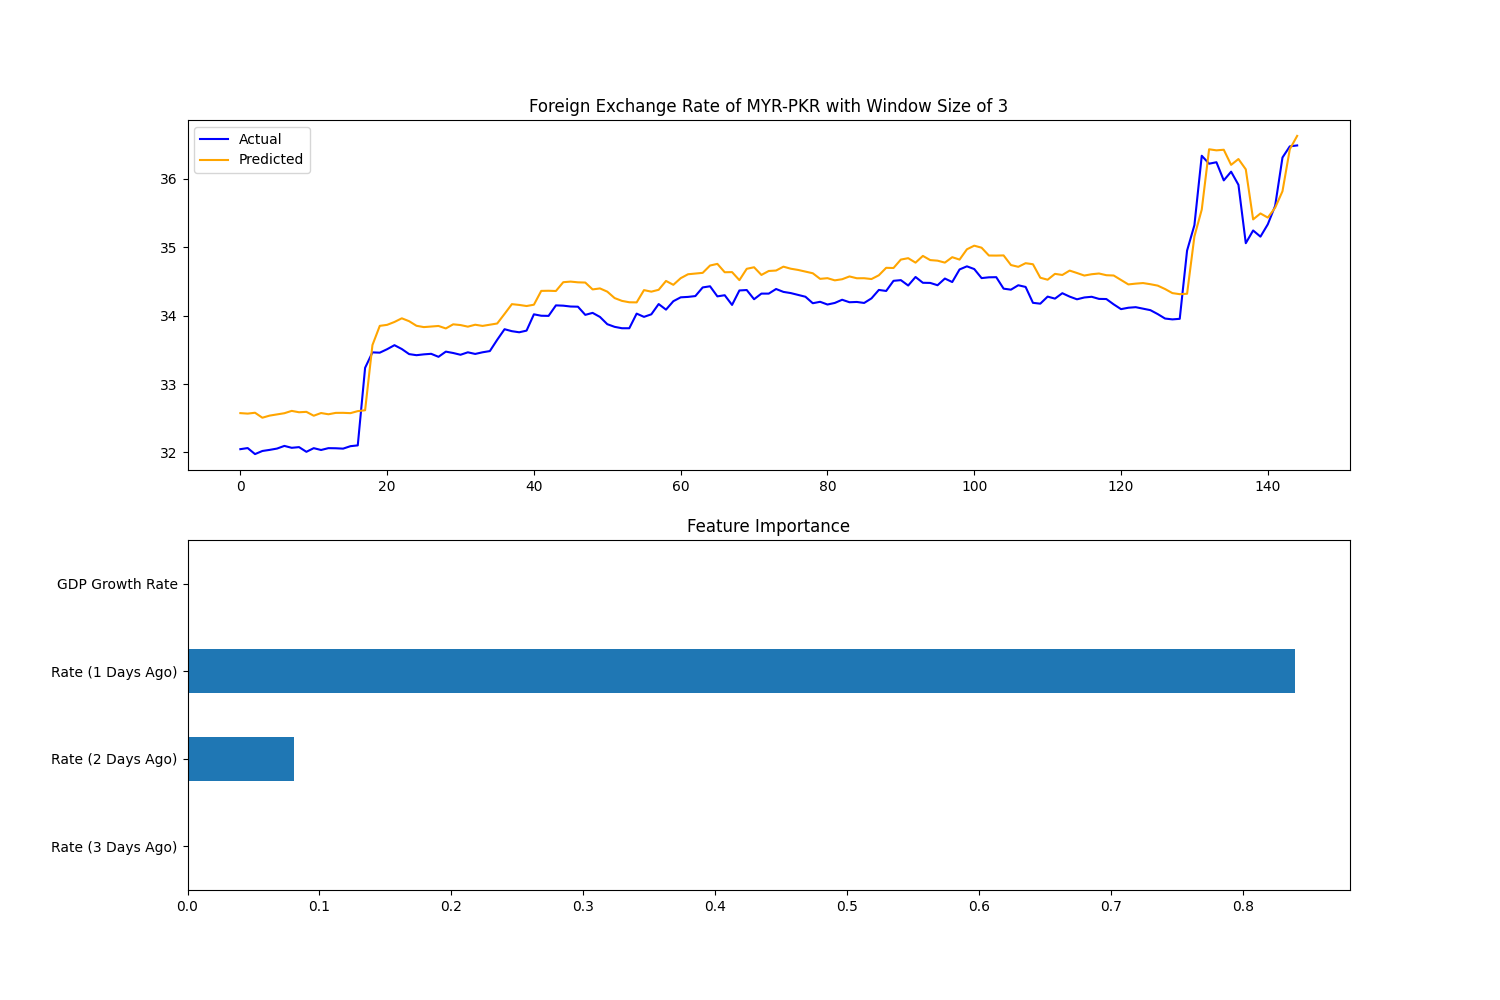 Foreign Exchange Rate of MYR-PKR with Window Size of 3
Actual
Predicted
36
35
34
33
32
0 20 40 60 80 100 120 140
Feature Importance
GDP Growth Rate
Rate (1 Days Ago)
Rate (2 Days Ago)
Rate (3 Days Ago)
0.0 0.1 0.2 0.3 0.4 0.5 0.6 0.7 0.8